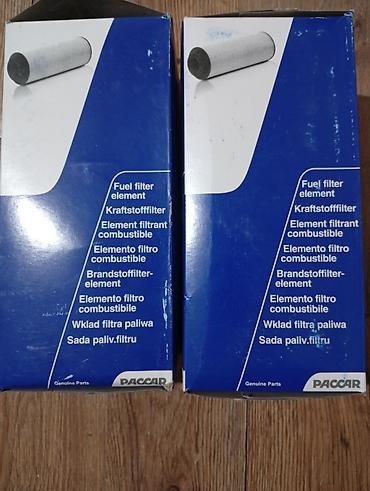 Fuel filter
element
Kraftstofffilter
Element filtrant
combustible
Elemento filtro
combustible
Brandstoffilter-
element
Elemento filtro
combustibile
Wklad filtra paliwa
Sada paliv.filtru
Genuine Parts
PACCAR
Fuel filter
element
Kraftstofffilter
Element filtrant
combustible
Elemento filtro
combustible
Brandstoffilter-
element
Elemento filtro
combustibile
Wklad filtra paliwa
Sada paliv.filtru
Genuine Parts
PACCAR